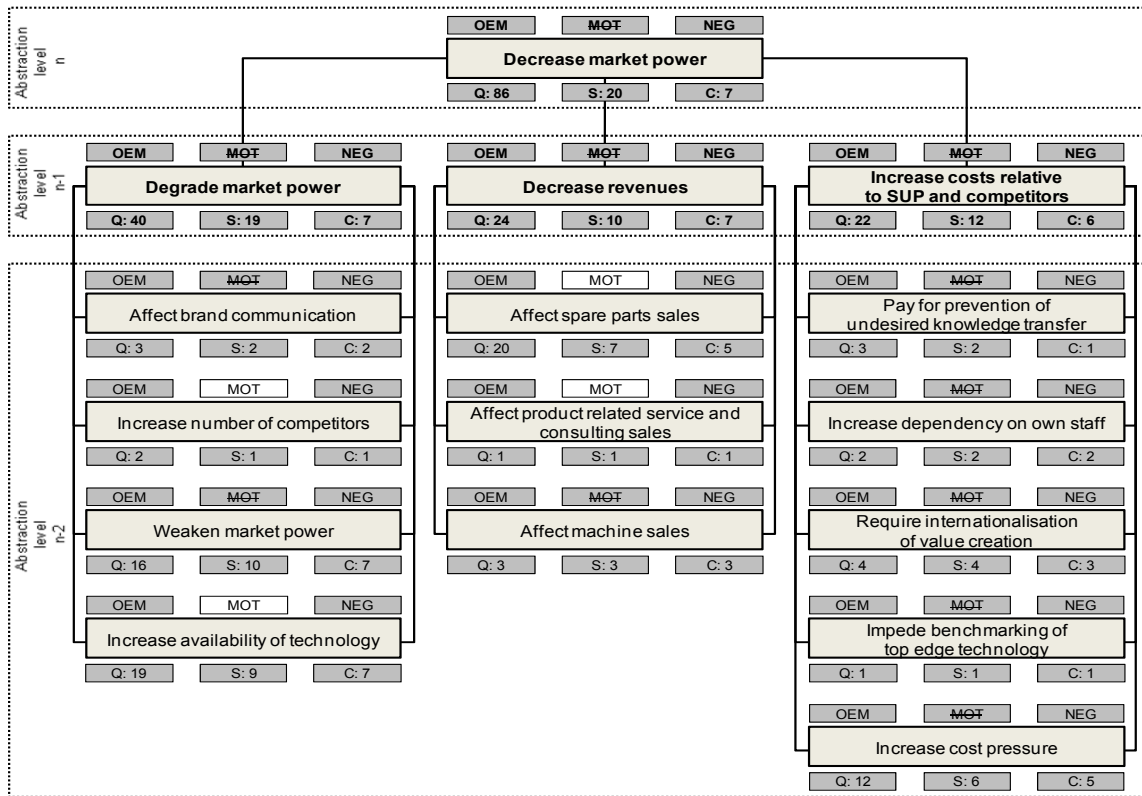 Abstraction
level
n
OEM MOT NEG
Decrease market power
Q: 86 S: 20 C: 7
Abstraction
level
n-1
OEM MOT NEG
Degrade market power
Q: 40 S: 19 C: 7
OEM MOT NEG
Decrease revenues
Q: 24 S: 10 C: 7
OEM MOT NEG
Increase costs relative
to SUP and competitors
Q: 22 S: 12 C: 6
Abstraction
level
n-2
OEM MOT NEG
Affect brand communication
Q: 3 S: 2 C: 2
OEM MOT NEG
Increase number of competitors
Q: 2 S: 1 C: 1
OEM MOT NEG
Weaken market power
Q: 16 S: 10 C: 7
OEM MOT NEG
Increase availability of technology
Q: 19 S: 9 C: 7
OEM MOT NEG
Affect spare parts sales
Q: 20 S: 7 C: 5
OEM MOT NEG
Affect product related service and
consulting sales
Q: 1 S: 1 C: 1
OEM MOT NEG
Affect machine sales
Q: 3 S: 3 C: 3
OEM MOT NEG
Pay for prevention of
undesired knowledge transfer
Q: 3 S: 2 C: 1
OEM MOT NEG
Increase dependency on own staff
Q: 2 S: 2 C: 2
OEM MOT NEG
Require internationalisation
of value creation
Q: 4 S: 4 C: 3
OEM MOT NEG
Impede benchmarking of
top edge technology
Q: 1 S: 1 C: 1
OEM MOT NEG
Increase cost pressure
Q: 12 S: 6 C: 5